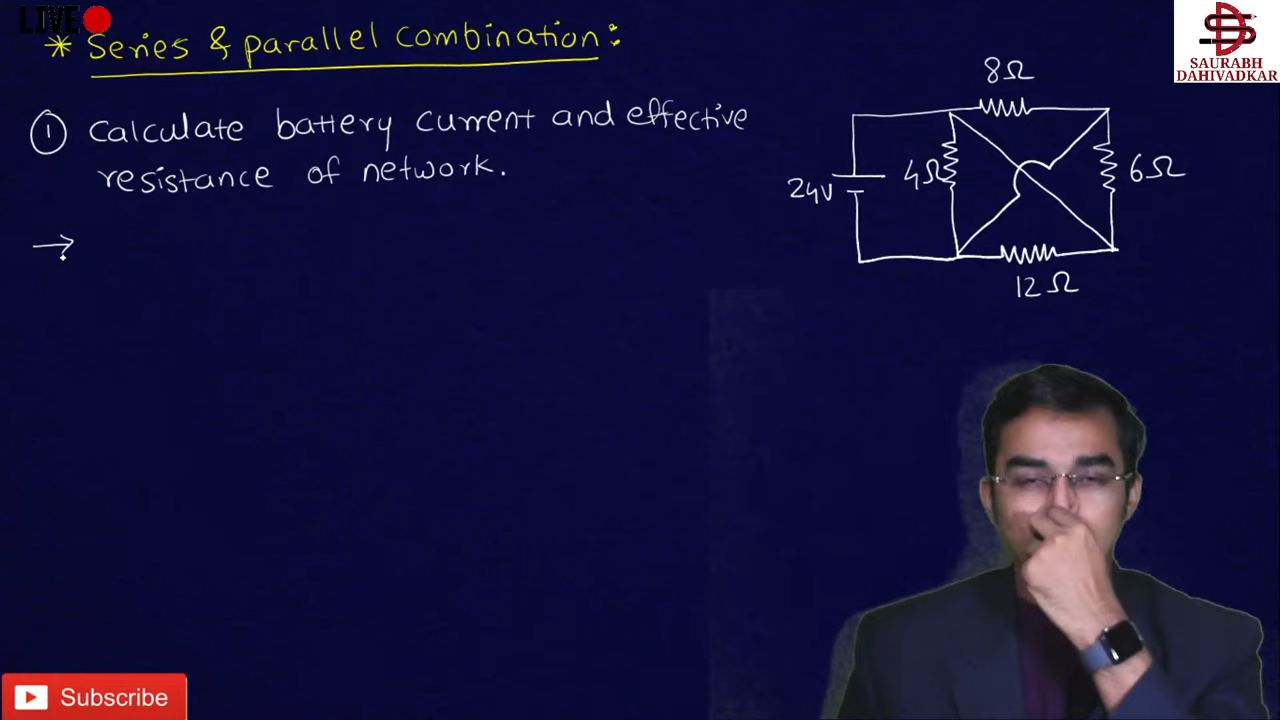 LIVE
* Series & parallel combination:
SAURABH
DAHIVADKAR
① Calculate battery current and effective
resistance of network.
→
8Ω
24V
4Ω
6Ω
12Ω
Subscribe